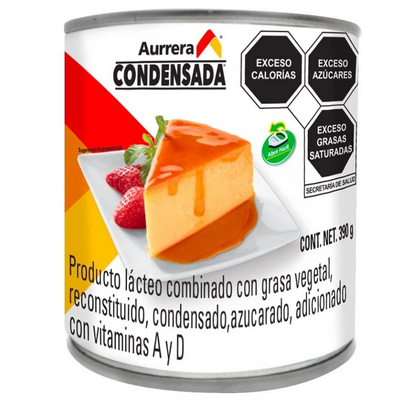 Aurrera
CONDENSADA
EXCESO
CALORÍAS
EXCESO
AZÚCARES
EXCESO
GRASAS
SATURADAS
SECRETARÍA DE SALUD
Abre Fácil
CONT. NET. 390 g
Producto lácteo combinado con grasa vegetal,
reconstituido, condensado,azucarado, adicionado
con vitaminas A y D